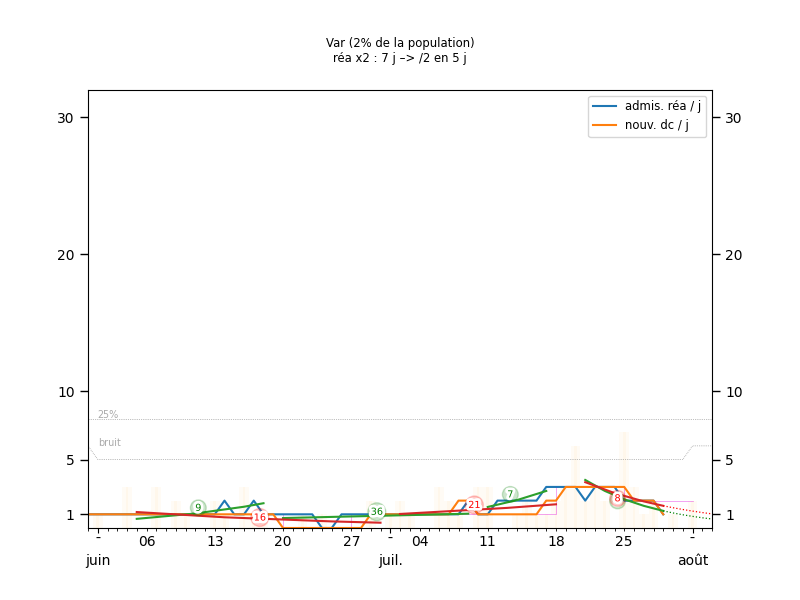 Var (2% de la population)
réa x2 : 7 j –> /2 en 5 j
admis. réa / j
nouv. dc / j
30 30
20 20
10 10
25%
bruit
5 5
9 16 36 21 7 8
1 1
- 06 13 20 27 - 04 11 18 25 -
juin juil. août